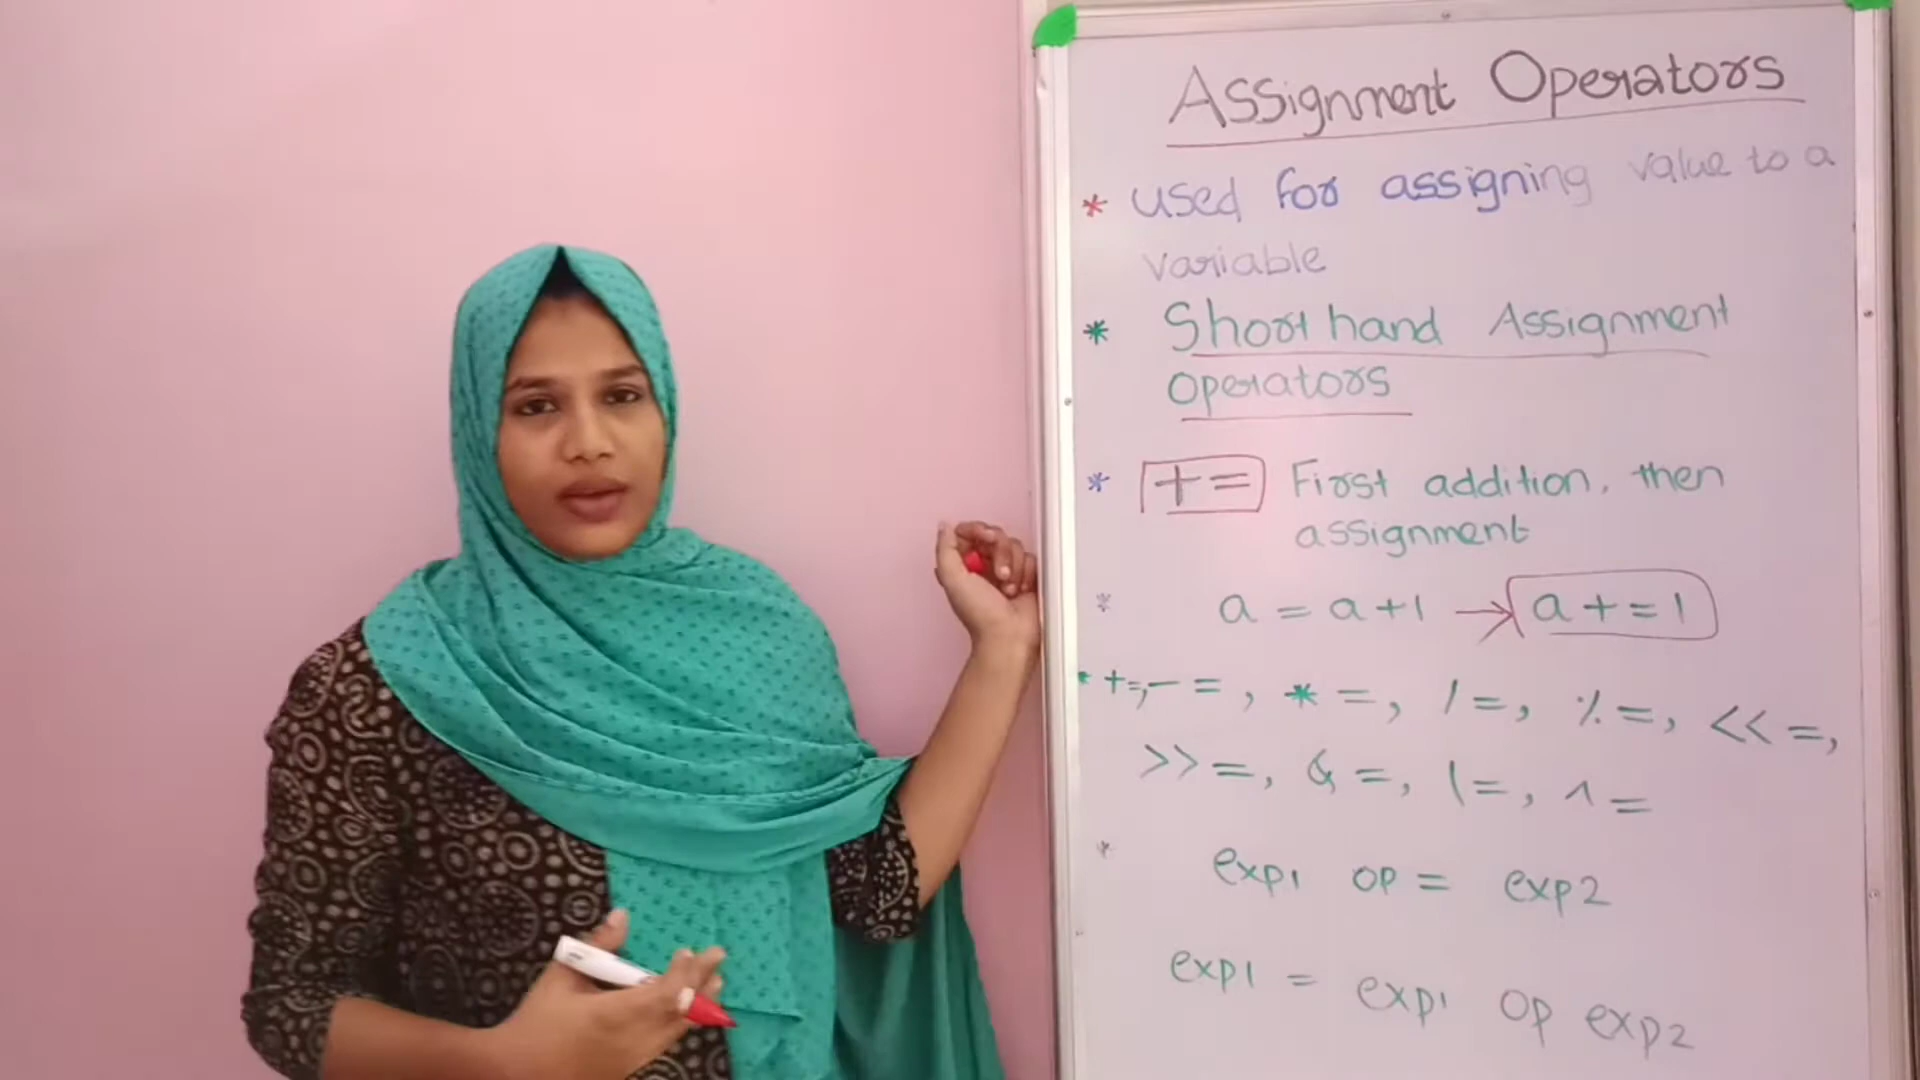 Assignment Operators
* used for assigning value to a
variable
* Short hand Assignment
Operators
* += First addition, then
assignment
* a = a+1 → a+=1
* +=, -=, *=, /=, %=, <<=,
>>=, &=, |=, ^=
* exp1 op= exp2
exp1 = exp1 op exp2